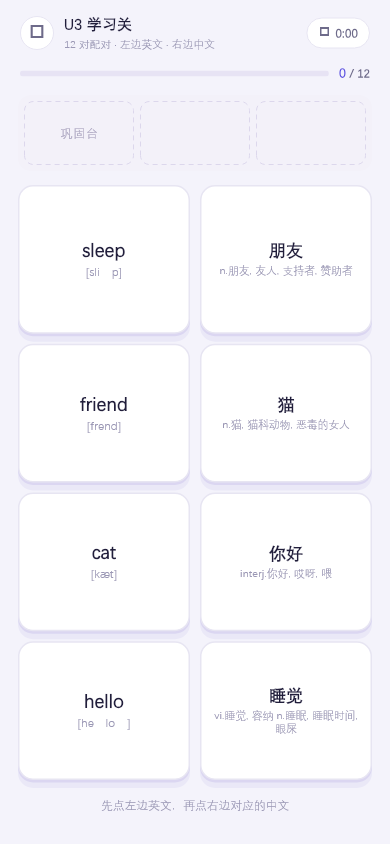 U3 学习关
12 对配对 · 左边英文 · 右边中文
0:00
0 / 12
巩固台
sleep
[sli p]
朋友
n.朋友, 友人, 支持者, 赞助者
friend
[frend]
猫
n.猫, 猫科动物, 恶毒的女人
cat
[kæt]
你好
interj.你好, 哎呀, 喂
hello
[he lo ]
睡觉
vi.睡觉, 容纳 n.睡眠, 睡眠时间,
眼屎
先点左边英文, 再点右边对应的中文